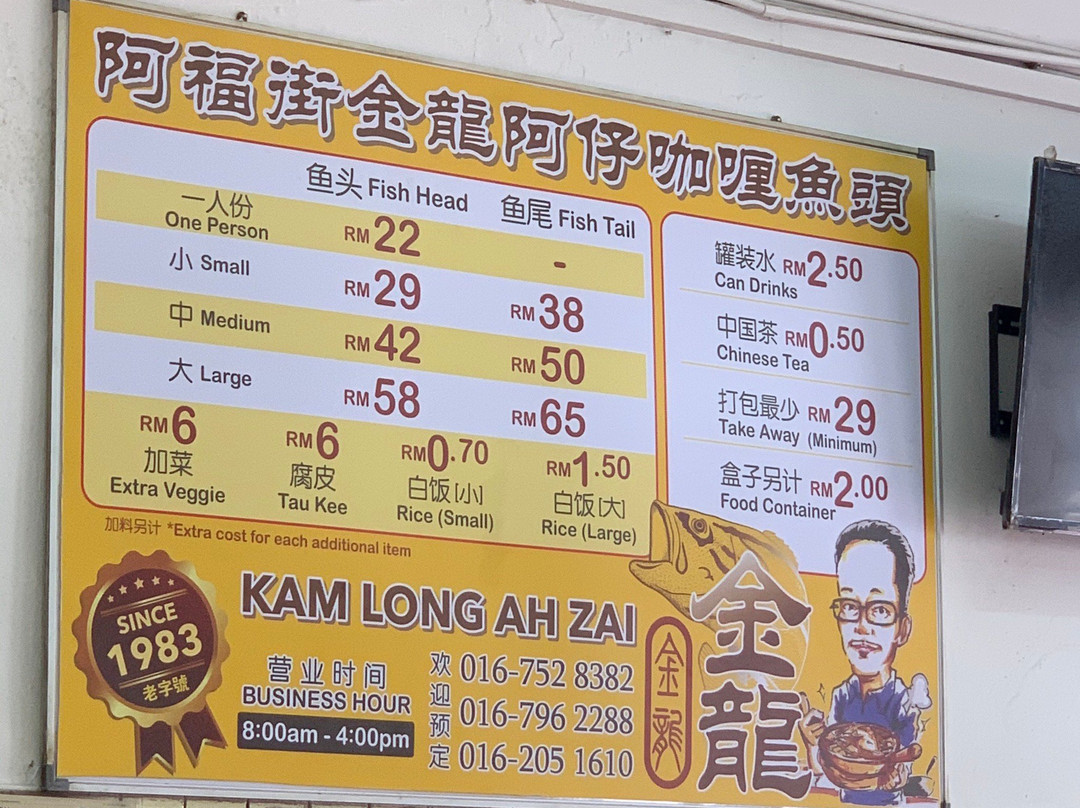 阿福街金龍阿仔咖喱魚頭
鱼头 Fish Head 鱼尾 Fish Tail
一人份 RM22 -
One Person
小 Small RM29 RM38
中 Medium RM42 RM50
大 Large RM58 RM65
RM6 RM6 RM0.70 RM1.50
加菜 腐皮 白饭[小] 白饭[大]
Extra Veggie Tau Kee Rice (Small) Rice (Large)
加料另计 *Extra cost for each additional item
罐装水 RM2.50
Can Drinks
中国茶 RM0.50
Chinese Tea
打包最少 RM29
Take Away (Minimum)
盒子另计 RM2.00
Food Container
SINCE
1983
老字號
KAM LONG AH ZAI
营业时间
BUSINESS HOUR
8:00am - 4:00pm
欢迎预定
016-752 8382
016-796 2288
016-205 1610
金龍
金龍